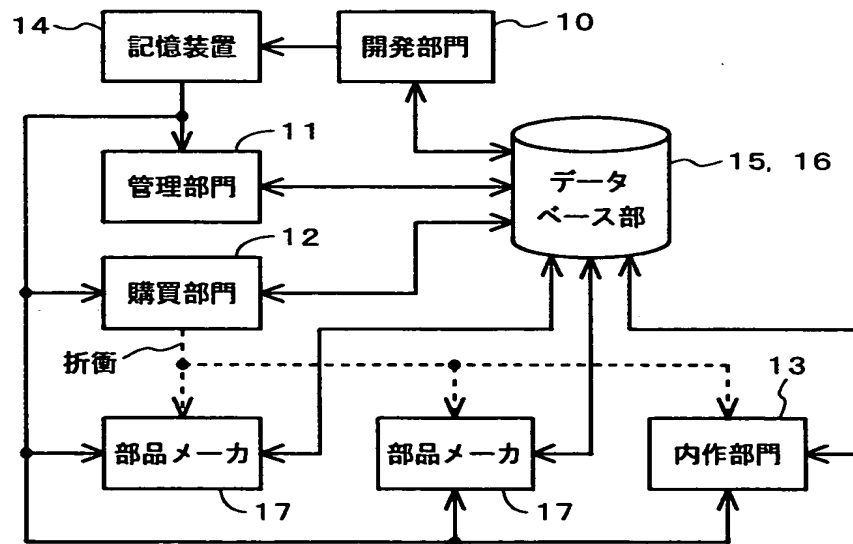 14
記憶装置
開発部門
10
11
管理部門
データ
ベース部
15, 16
12
購買部門
折衝
13
部品メーカ
部品メーカ
内作部門
17
17